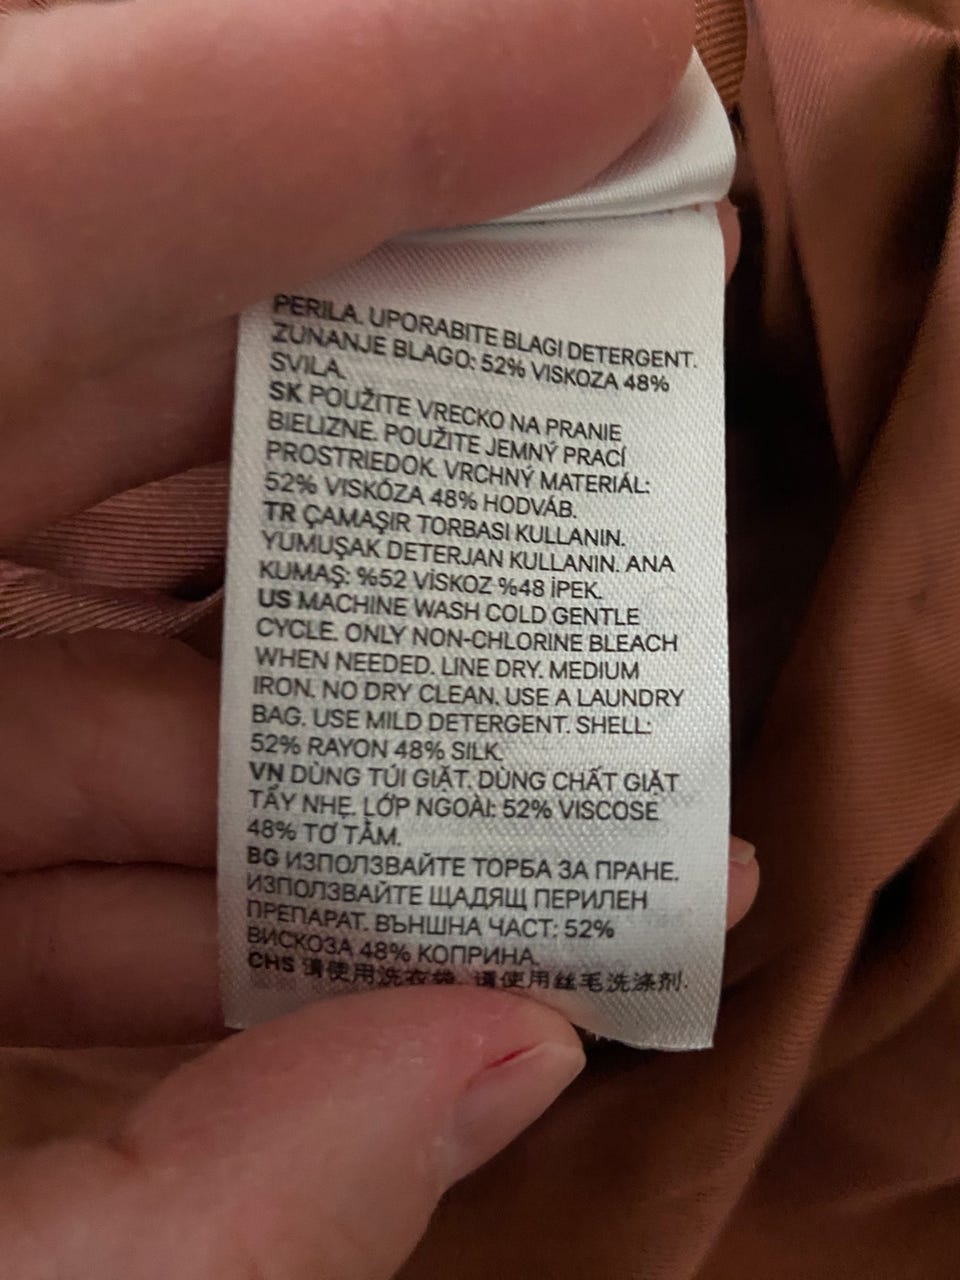 PERILA. UPORABITE BLAGI DETERGENT.
ZUNANJE BLAGO: 52% VISKOZA 48%
SVILA.
SK POUŽITE VRECKO NA PRANIE
BIELIZNE. POUŽITE JEMNÝ PRACÍ
PROSTRIEDOK. VRCHNÝ MATERIÁL:
52% VISKÓZA 48% HODVÁB.
TR ÇAMAŞIR TORBASI KULLANIN.
YUMUŞAK DETERJAN KULLANIN. ANA
KUMAŞ: %52 VİSKOZ %48 İPEK.
US MACHINE WASH COLD GENTLE
CYCLE. ONLY NON-CHLORINE BLEACH
WHEN NEEDED. LINE DRY. MEDIUM
IRON. NO DRY CLEAN. USE A LAUNDRY
BAG. USE MILD DETERGENT. SHELL:
52% RAYON 48% SILK.
VN DÙNG TÚI GIẶT. DÙNG CHẤT GIẶT
TẨY NHẸ. LỚP NGOÀI: 52% VISCOSE
48% TƠ TẰM.
BG ИЗПОЛЗВАЙТЕ ТОРБА ЗА ПРАНЕ.
ИЗПОЛЗВАЙТЕ ЩАДЯЩ ПЕРИЛЕН
ПРЕПАРАТ. ВЪНШНА ЧАСТ: 52%
ВИСКОЗА 48% КОПРИНА.
CHS 请使用洗衣袋. 请使用丝毛洗涤剂.